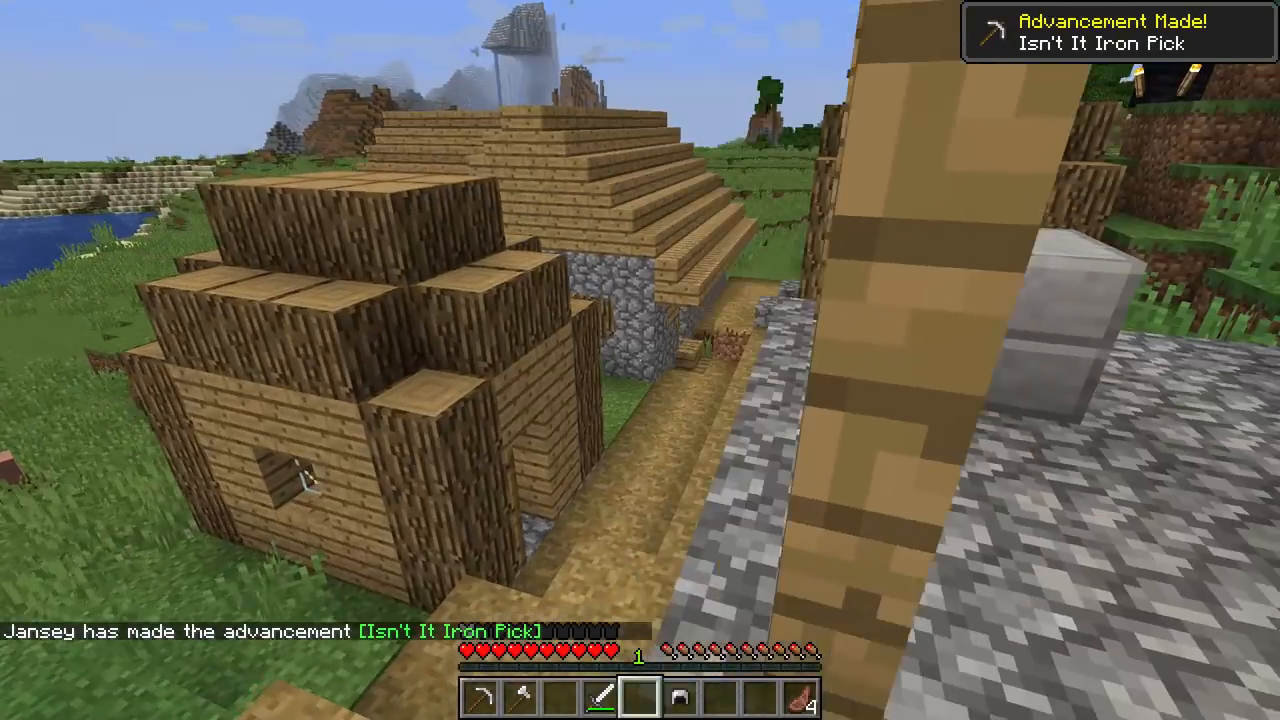 Advancement Made!
Isn't It Iron Pick
Jansey has made the advancement [Isn't It Iron Pick]
1
4